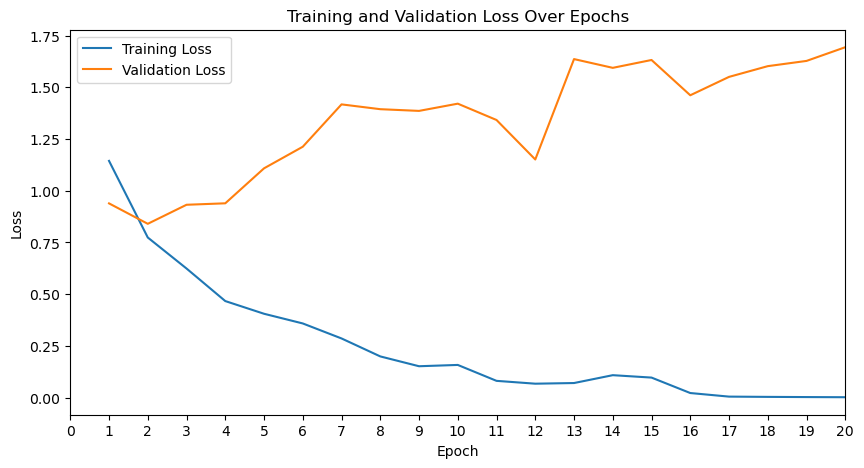 Training and Validation Loss Over Epochs
Training Loss
Validation Loss
Loss
1.75
1.50
1.25
1.00
0.75
0.50
0.25
0.00
0 1 2 3 4 5 6 7 8 9 10 11 12 13 14 15 16 17 18 19 20
Epoch